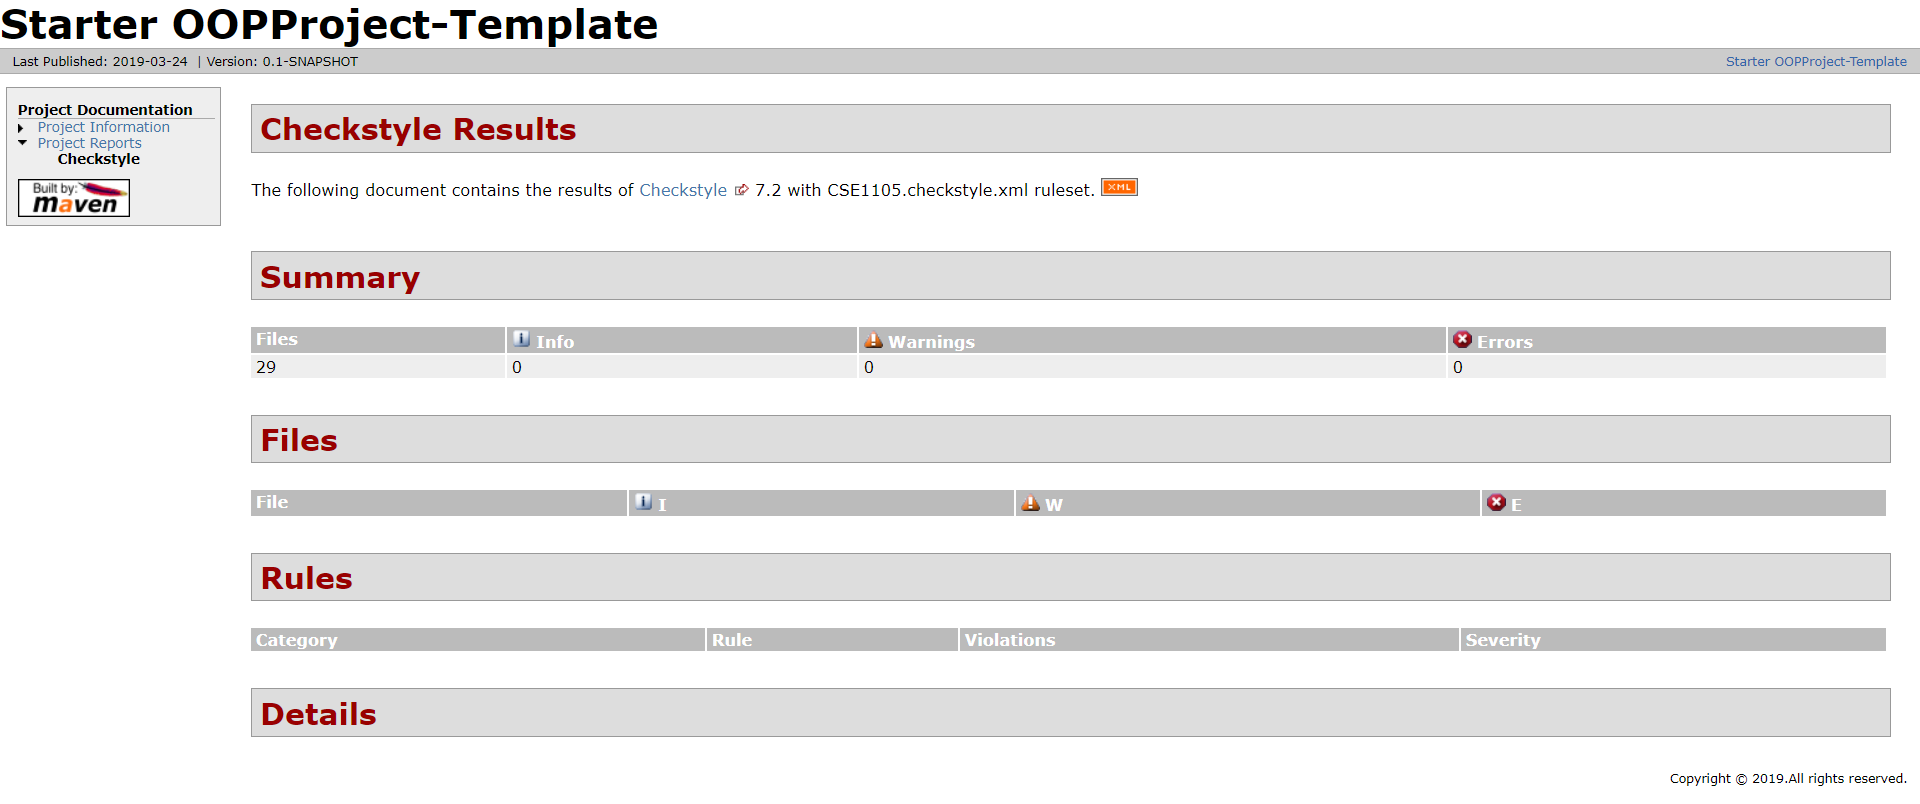 Starter OOPProject-Template
Last Published: 2019-03-24 | Version: 0.1-SNAPSHOT
Starter OOPProject-Template
Project Documentation
Project Information
Project Reports
Checkstyle
Built by:
maven
Checkstyle Results
The following document contains the results of Checkstyle 7.2 with CSE1105.checkstyle.xml ruleset. XML
Summary
Files Info Warnings Errors
29 0 0 0
Files
File I W E
Rules
Category Rule Violations Severity
Details
Copyright © 2019.All rights reserved.